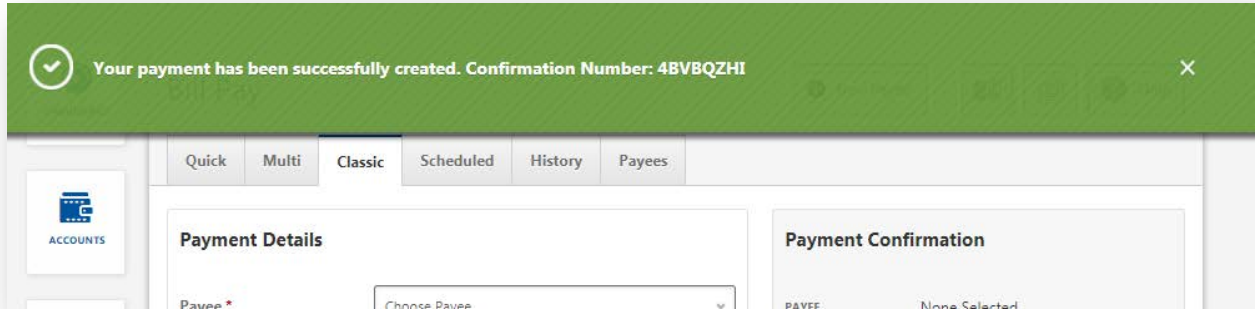 Your payment has been successfully created. Confirmation Number: 4BVBQZHI
Bill Pay
Quick Multi Classic Scheduled History Payees
ACCOUNTS
Payment Details
Payment Confirmation
Payee * Choose Payee
PAYEE None Selected